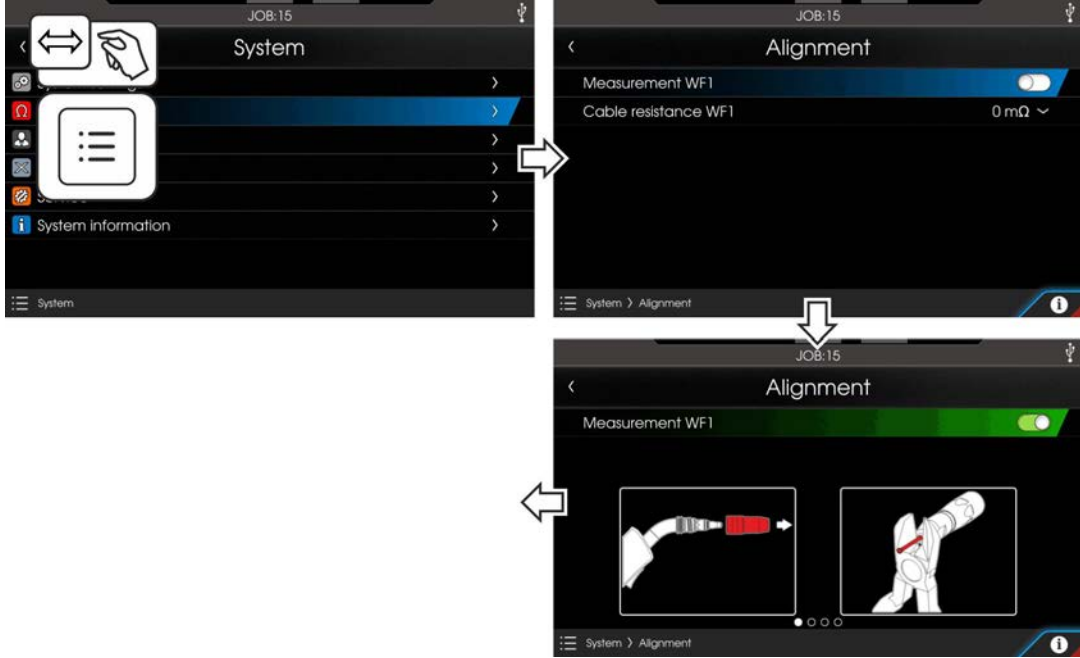 JOB:15
System
System information
System
JOB:15
Alignment
Measurement WF1
Cable resistance WF1 0 mΩ
System > Alignment
JOB:15
Alignment
Measurement WF1
System > Alignment